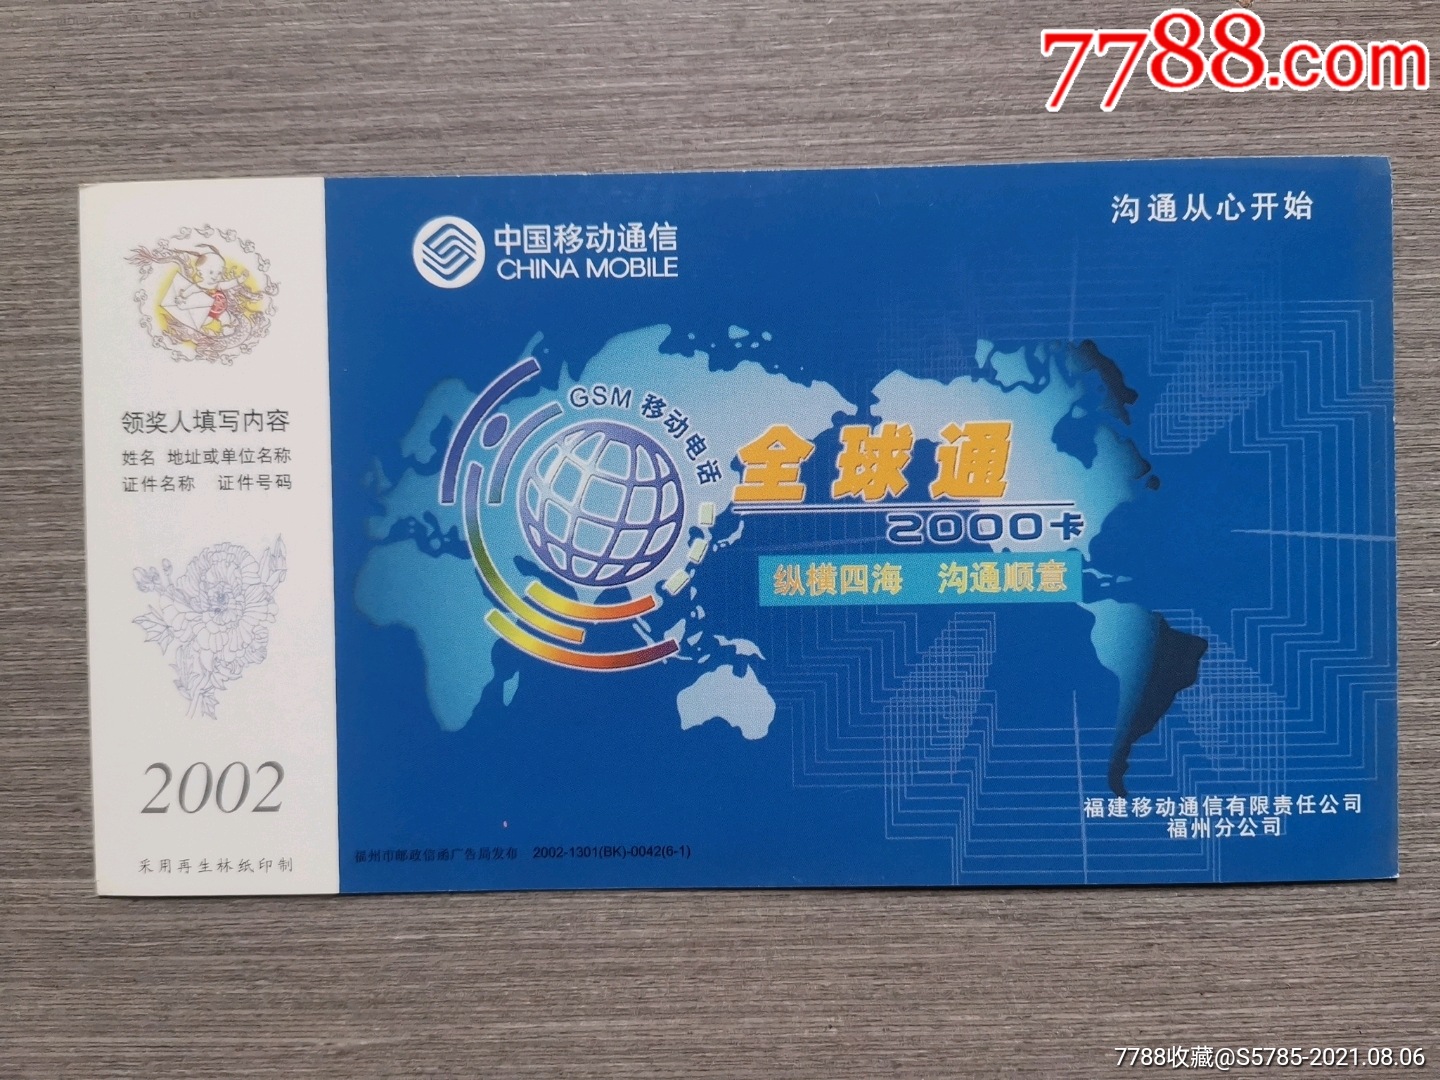 7788.com
沟通从心开始
中国移动通信
CHINA MOBILE
GSM 移动电话
全球通
2000卡
纵横四海 沟通顺意
领奖人填写内容
姓名 地址或单位名称
证件名称 证件号码
2002
采用再生林纸印制
福建移动通信有限责任公司
福州分公司
福州市邮政信函广告局发布 2002-1301(BK)-0042(6-1)
7788收藏@S5785-2021.08.06